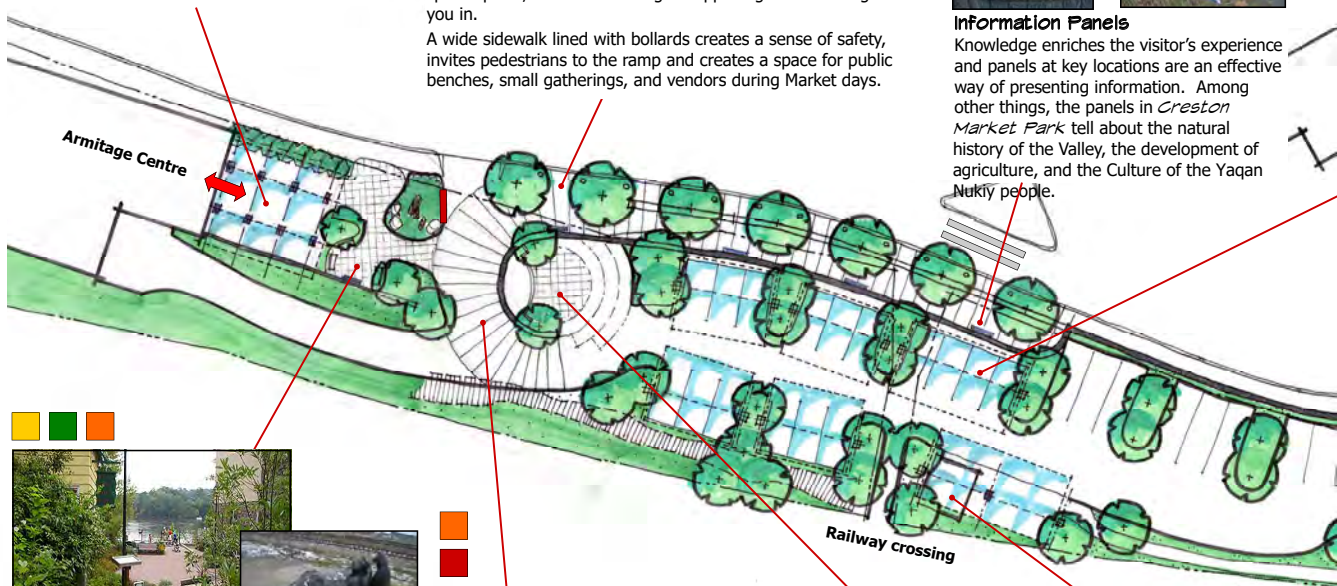 you in.
A wide sidewalk lined with bollards creates a sense of safety,
invites pedestrians to the ramp and creates a space for public
benches, small gatherings, and vendors during Market days.
Information Panels
Knowledge enriches the visitor's experience
and panels at key locations are an effective
way of presenting information. Among
other things, the panels in Creston
Market Park tell about the natural
history of the Valley, the development of
agriculture, and the Culture of the Yaqan
Nukiy people.
Armitage Centre
Railway crossing